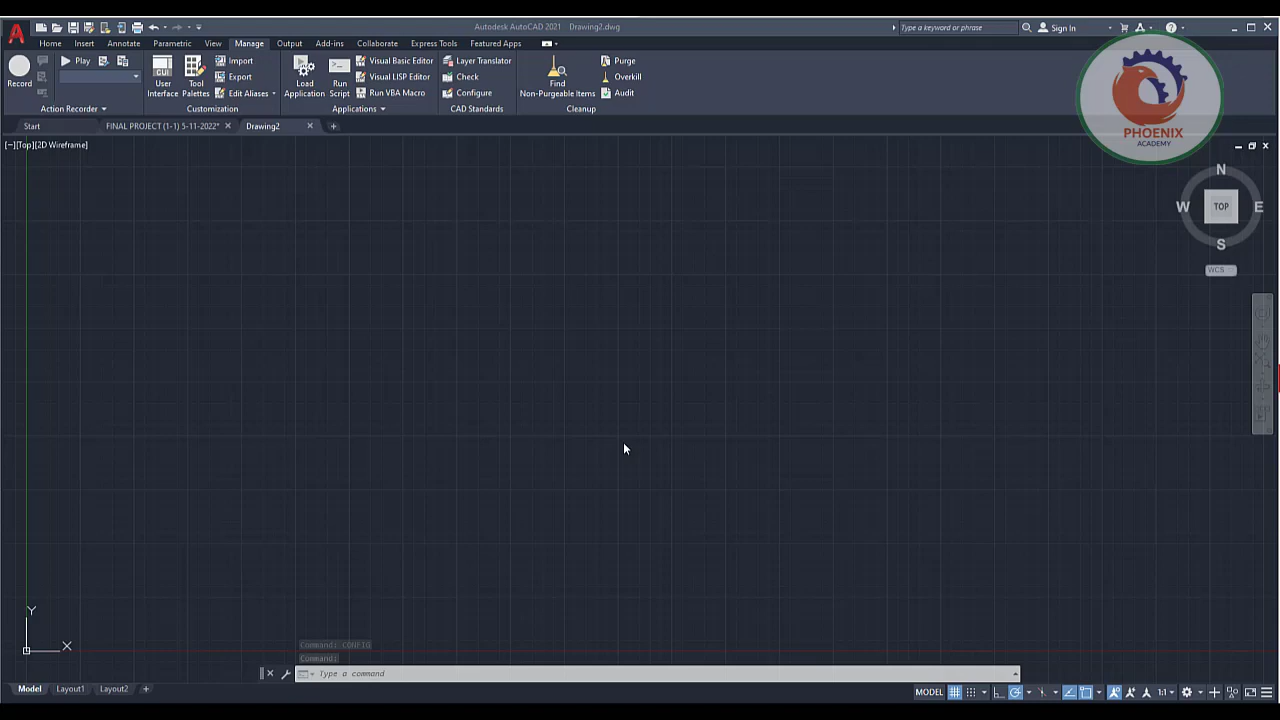 Autodesk AutoCAD 2021 Drawing2.dwg
Type a keyword or phrase
Sign In
Home Insert Annotate Parametric View Manage Output Add-ins Collaborate Express Tools Featured Apps
Record
Play
Action Recorder
CUI
User Interface
Tool Palettes
Import
Export
Edit Aliases
Customization
Load Application
Run Script
Visual Basic Editor
Visual LISP Editor
Run VBA Macro
Applications
Layer Translator
Check
Configure
CAD Standards
Find Non-Purgeable Items
Purge
Overkill
Audit
Cleanup
PHOENIX
ACADEMY
Start
FINAL PROJECT (1-1) 5-11-2022*
Drawing2
[−][Top][2D Wireframe]
N
W TOP E
S
WCS
Y
X
Command: CONFIG
Command:
Type a command
Model Layout1 Layout2
MODEL
1:1